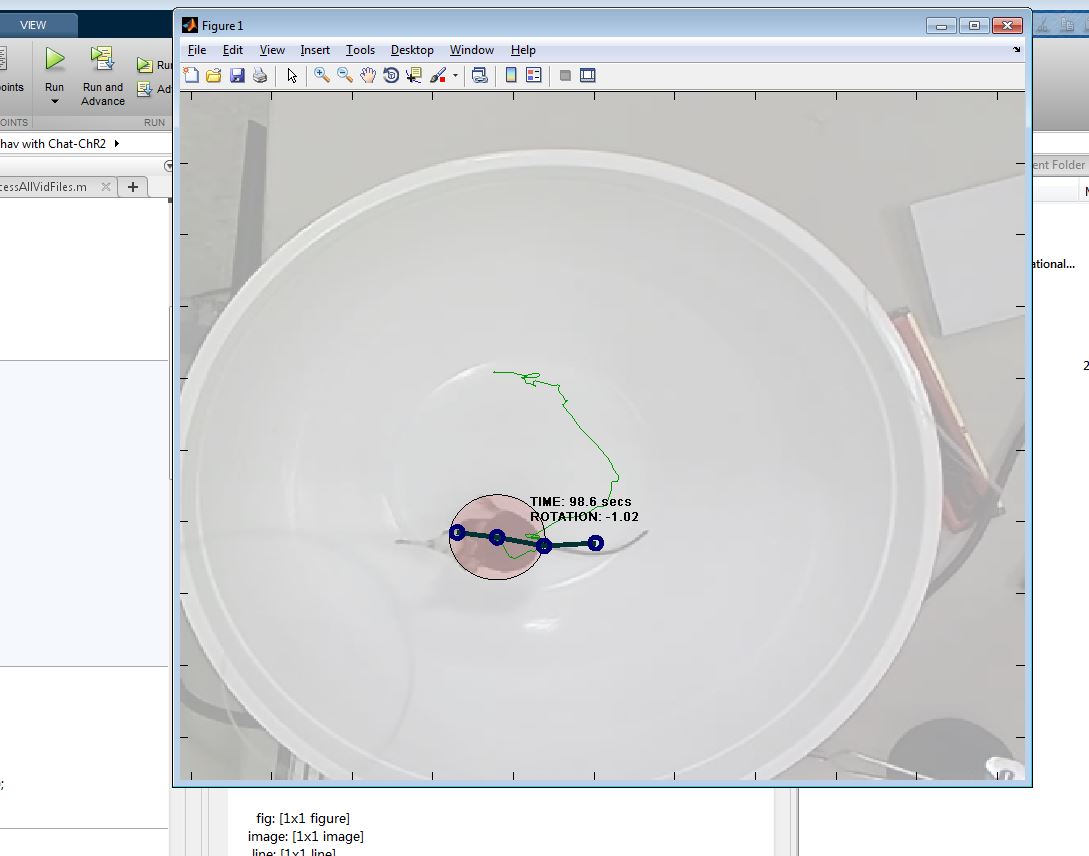 VIEW
Figure 1
File Edit View Insert Tools Desktop Window Help
oints
Run
Run and
Advance
Run
Ad
OINTS
RUN
hav with Chat-ChR2
cessAllVidFiles.m
ent Folder
ational...
2
TIME: 98.6 secs
ROTATION: -1.02
;
fig: [1x1 figure]
image: [1x1 image]
line: [1x1 line]